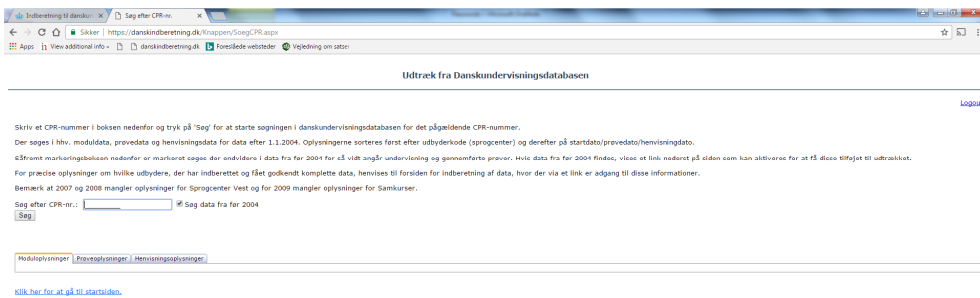 Indberetning til danskun
Søg efter CPR-nr.
Sikker | https://danskindberetning.dk/Knappen/SoegCPR.aspx
Apps View additional info danskindberetning.dk Foreslåede websteder Vejledning om satser
Udtræk fra Danskundervisningsdatabasen
Logou
Skriv et CPR-nummer i boksen nedenfor og tryk på 'Søg' for at starte søgningen i danskundervisningsdatabasen for det pågældende CPR-nummer.
Der søges i hhv. moduldata, prøvedata og henvisningsdata for data efter 1.1.2004. Oplysningerne sorteres først efter udbyderkode (sprogcenter) og derefter på startdato/prøvedato/henvisningdato.
Såfremt markeringsboksen nedenfor er markeret søges der endvidere i data fra før 2004 for så vidt angår undervisning og gennemførte prøver. Hvis data fra før 2004 findes, vises et link nederst på siden som kan aktiveres for at få disse tilføjet til udtrækket.
For præcise oplysninger om hvilke udbydere, der har indberettet og fået godkendt komplette data, henvises til forsiden for indberetning af data, hvor der via et link er adgang til disse informationer.
Bemærk at 2007 og 2008 mangler oplysninger for Sprogcenter Vest og for 2009 mangler oplysninger for Samkurser.
Søg efter CPR-nr.: Søg data fra før 2004
Søg
Moduloplysninger Prøveoplysninger Henvisningsoplysninger
Klik her for at gå til startsiden.